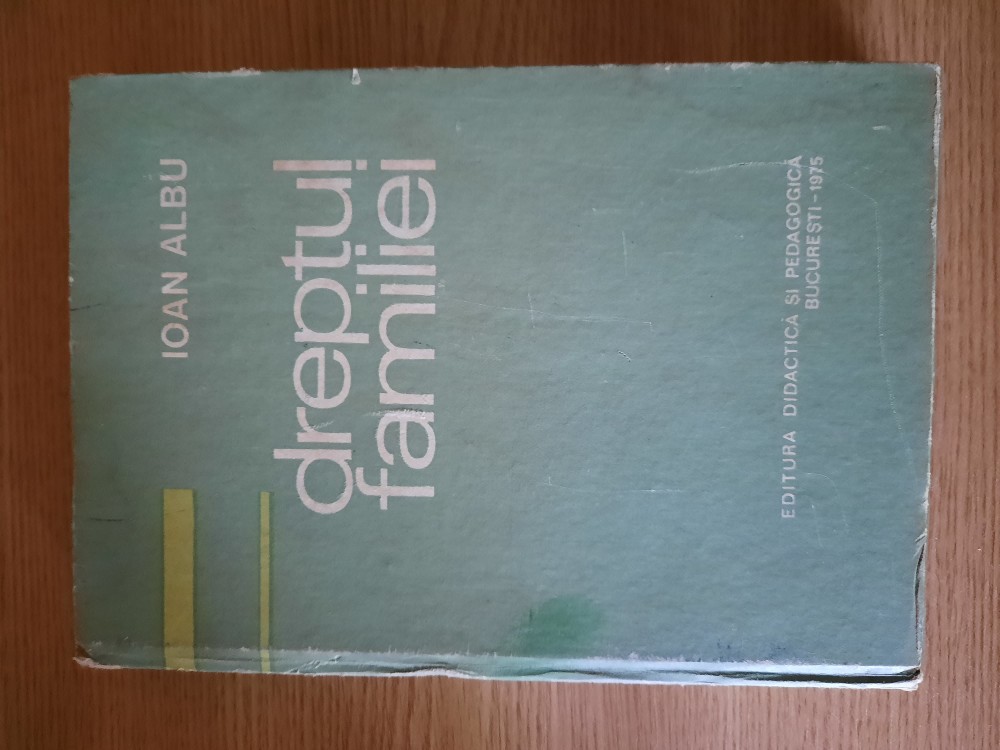 IOAN ALBU
dreptul
familiei
EDITURA DIDACTICĂ ȘI PEDAGOGICĂ
BUCUREȘTI-1975